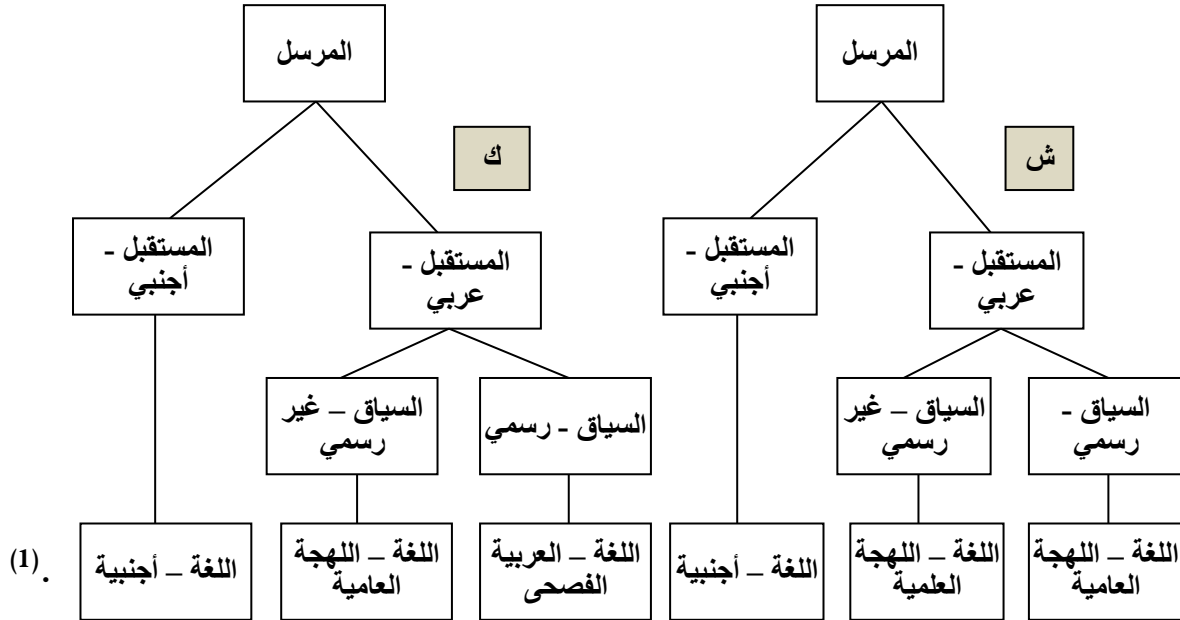 المرسل
المرسل
ش
ك
المستقبل -
عربي
المستقبل -
أجنبي
المستقبل -
عربي
المستقبل -
أجنبي
السياق -
رسمي
السياق – غير
رسمي
السياق - رسمي
السياق – غير
رسمي
اللغة – اللهجة
العامية
اللغة – اللهجة
العلمية
اللغة – أجنبية
اللغة – العربية
الفصحى
اللغة – اللهجة
العامية
اللغة – أجنبية
(1).